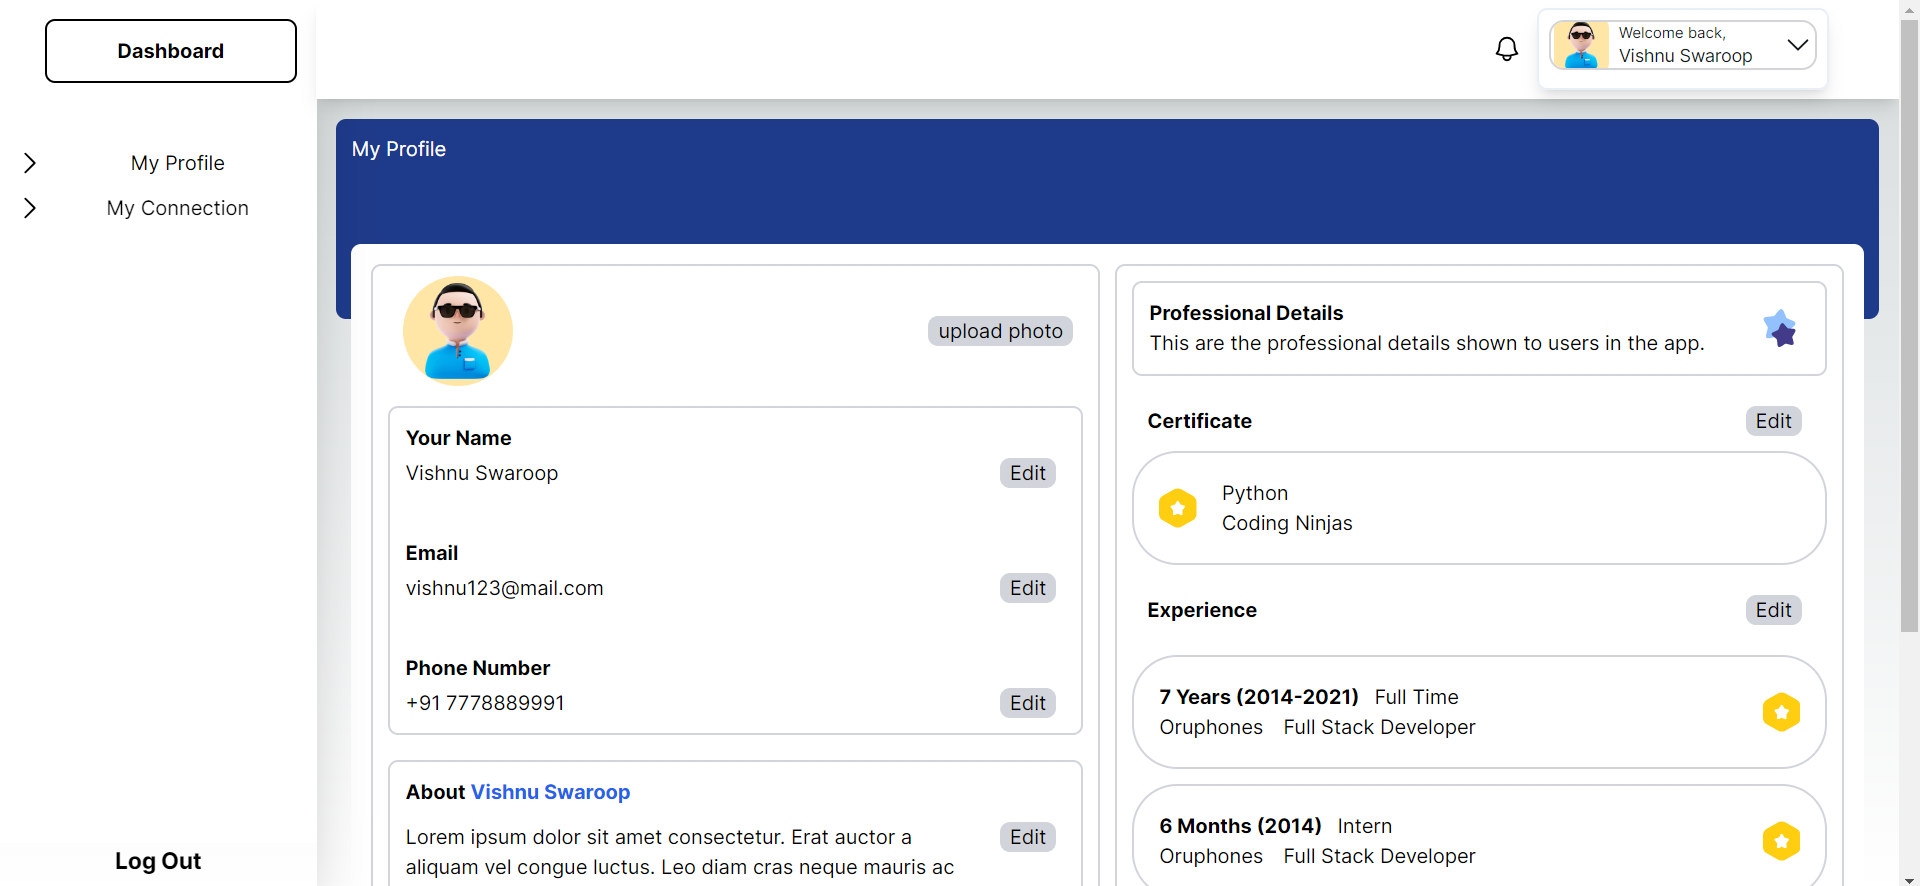 Dashboard
My Profile
My Connection
Log Out
Welcome back,
Vishnu Swaroop
My Profile
upload photo
Your Name
Vishnu Swaroop
Edit
Email
vishnu123@mail.com
Edit
Phone Number
+91 7778889991
Edit
About Vishnu Swaroop
Lorem ipsum dolor sit amet consectetur. Erat auctor a
aliquam vel congue luctus. Leo diam cras neque mauris ac
Edit
Professional Details
This are the professional details shown to users in the app.
Certificate
Edit
Python
Coding Ninjas
Experience
Edit
7 Years (2014-2021) Full Time
Oruphones Full Stack Developer
6 Months (2014) Intern
Oruphones Full Stack Developer